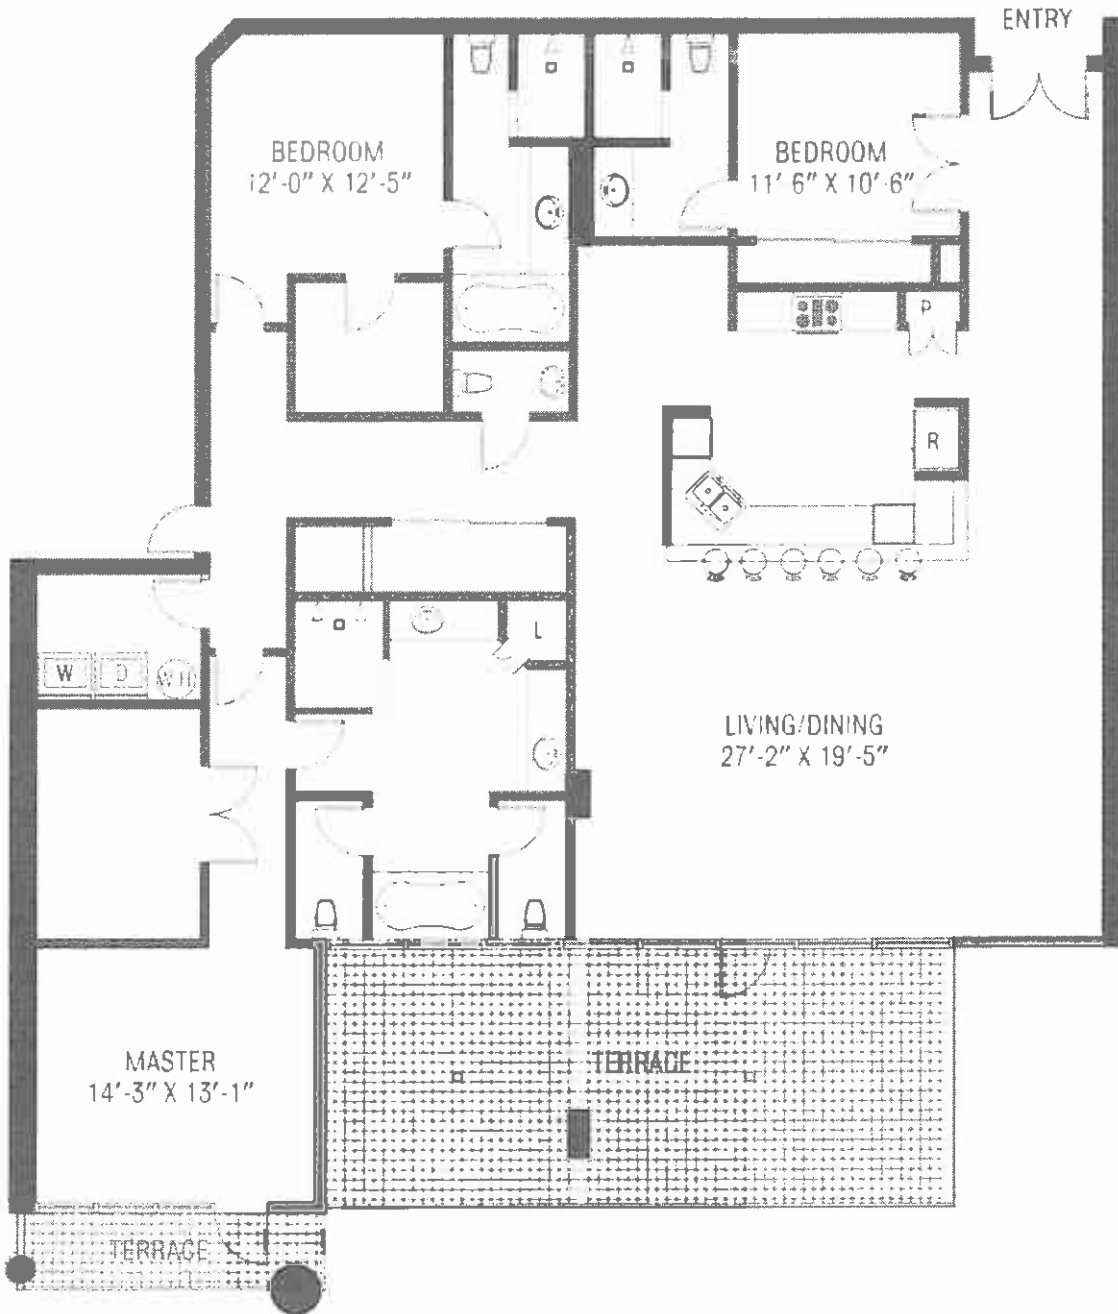 ENTRY
BEDROOM
12'-0" X 12'-5"
BEDROOM
11'-6" X 10'-6"
P
R
L
W
D
WH
LIVING/DINING
27'-2" X 19'-5"
MASTER
14'-3" X 13'-1"
TERRACE
TERRACE